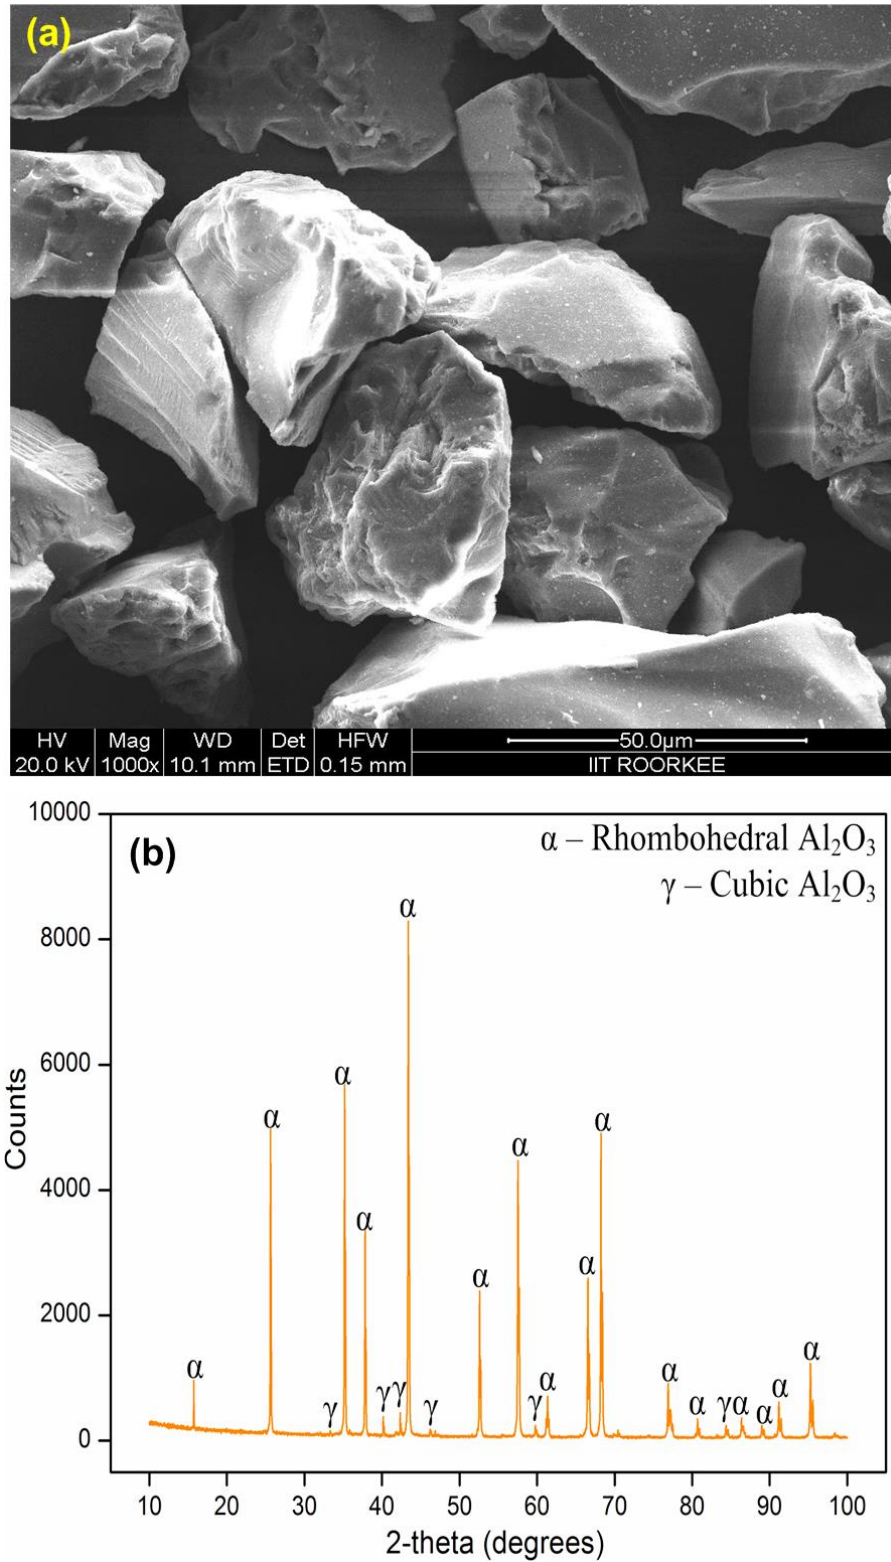 (a)
HV Mag WD Det HFW 50.0µm
20.0 kV 1000x 10.1 mm ETD 0.15 mm IIT ROORKEE
(b)
α – Rhombohedral Al₂O₃
γ – Cubic Al₂O₃
10000
8000
6000
4000
2000
0
Counts
α
α
γ
α
α
γ
γ
α
γ
α
α
γ
α
α
α
α
α
γ
α
α
α
α
10 20 30 40 50 60 70 80 90 100
2-theta (degrees)